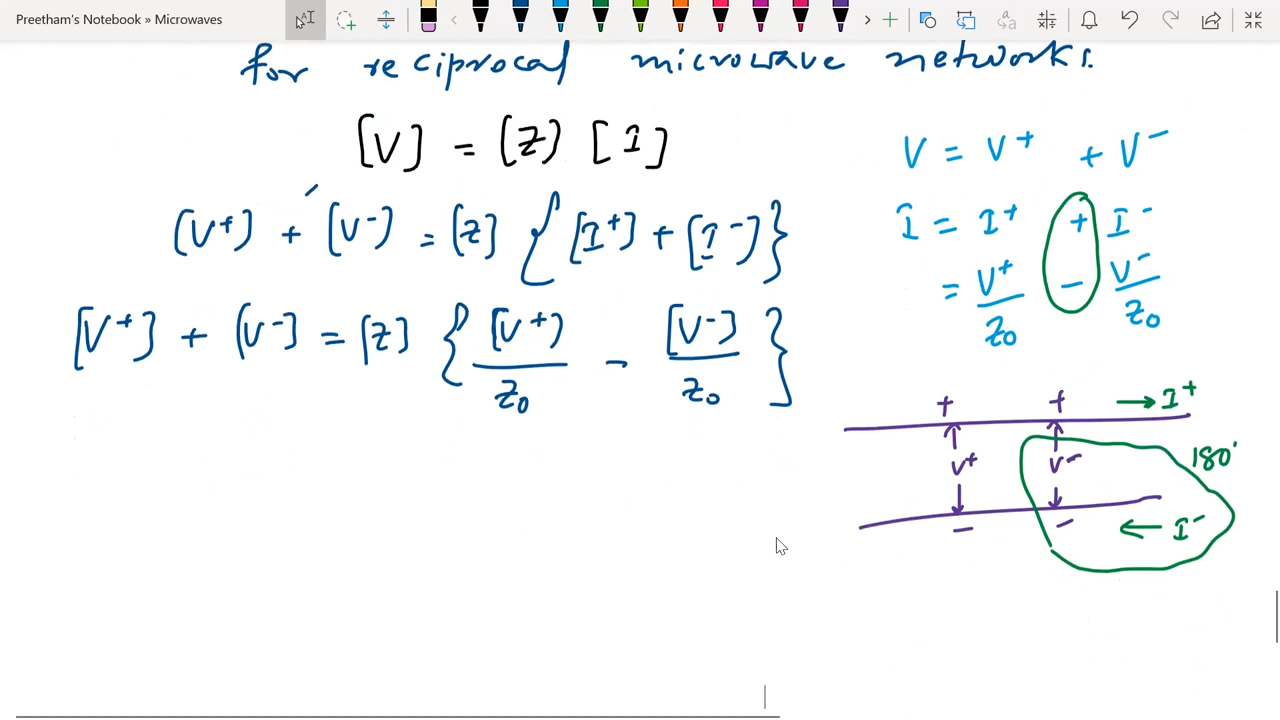 Preetham's Notebook » Microwaves
for reciprocal microwave networks.
[V] = [Z] [I]
[V⁺] + [V⁻] = [Z] { [I⁺] + [I⁻] }
[V⁺] + [V⁻] = [Z] { [V⁺]/Z₀ - [V⁻]/Z₀ }
V = V⁺ + V⁻
I = I⁺ + I⁻
= V⁺/Z₀ - V⁻/Z₀
+ + → I⁺
V⁺ V⁻ 180°
- - ← I⁻